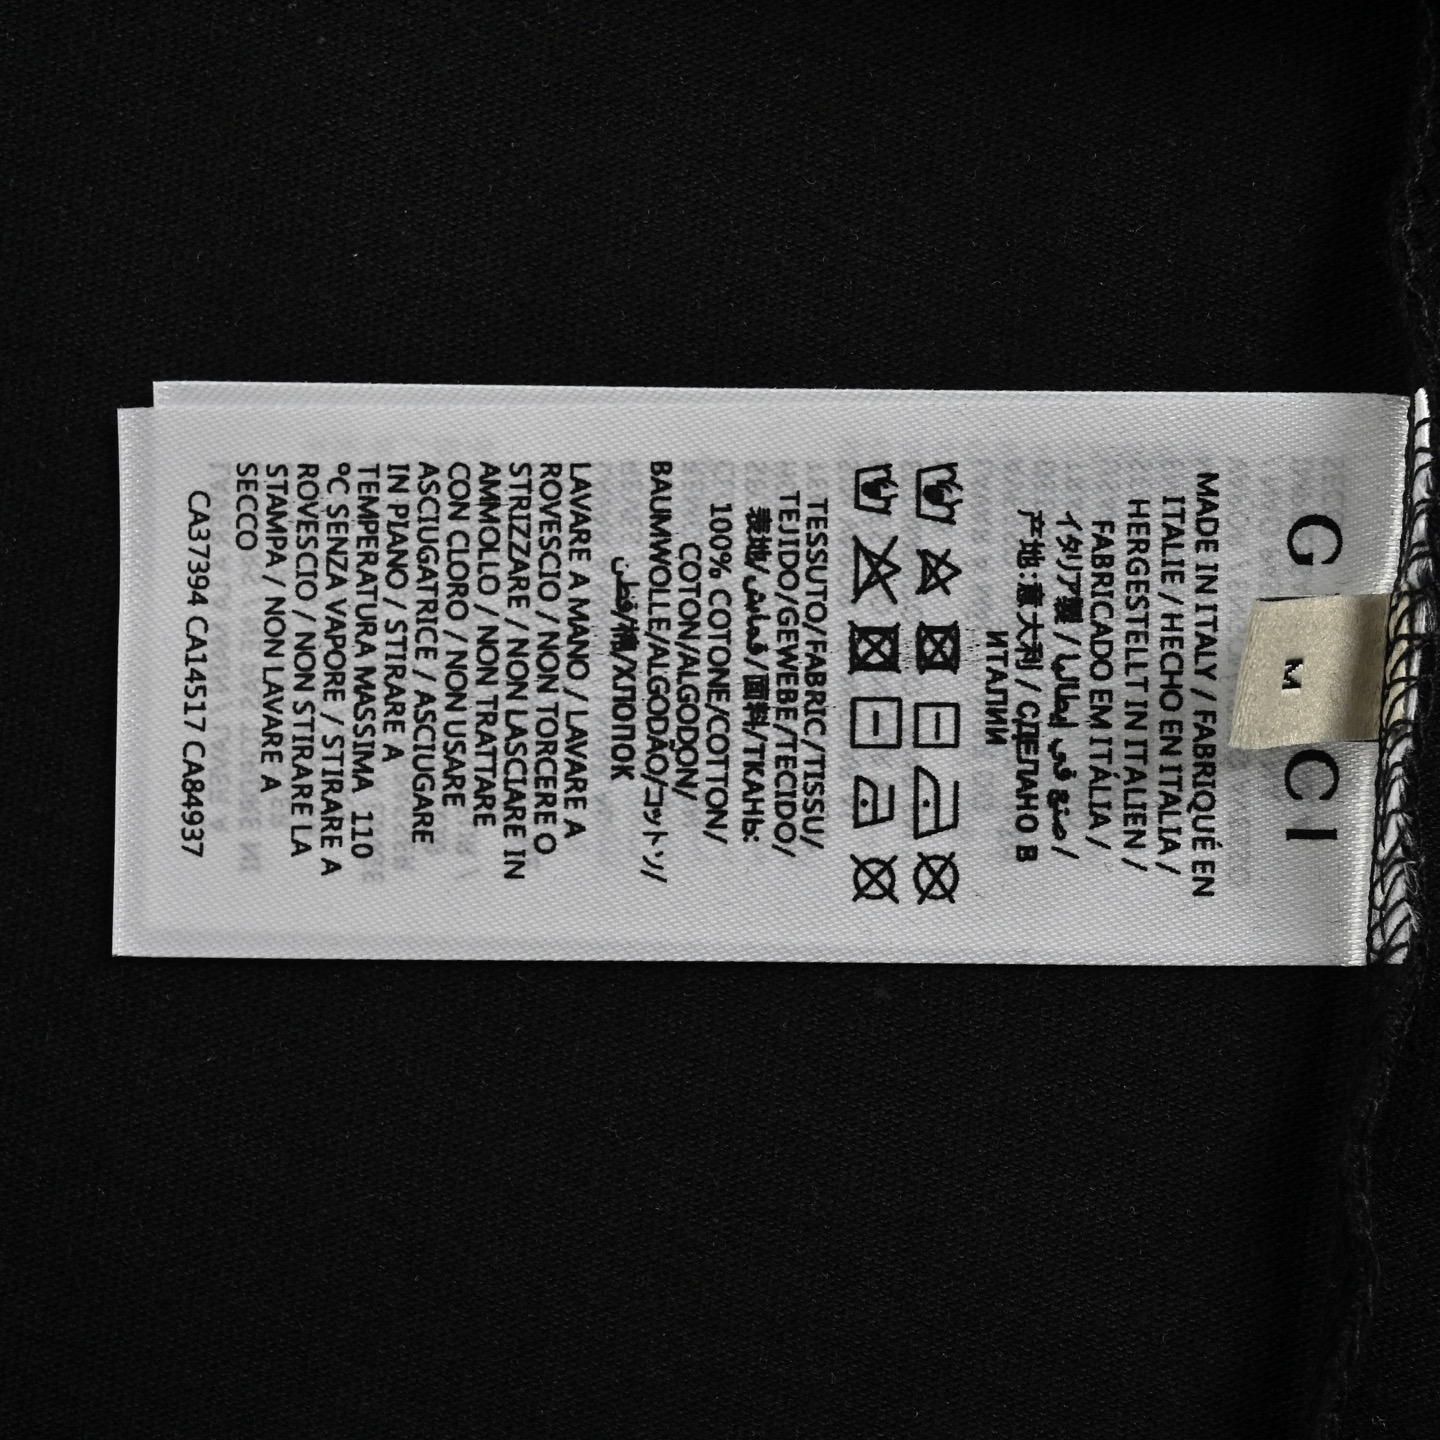 G CCI
M
MADE IN ITALY / FABRIQUÉ EN
ITALIE / HECHO EN ITALIA /
HERGESTELLT IN ITALIEN /
FABRICADO EM ITÁLIA /
イタリア製 / صنع في إيطاليا /
产地:意大利 / СДЕЛАНО В
ИТАЛИИ
TESSUTO/FABRIC/TISSU/
TEJIDO/GEWEBE/TECIDO/
表地/قماش/面料/ТКАНЬ:
100% COTONE/COTTON/
COTON/ALGODON/
BAUMWOLLE/ALGODÃO/コットン/
قطن/棉/ХЛОПОК
LAVARE A MANO / LAVARE A
ROVESCIO / NON TORCERE O
STRIZZARE / NON LASCIARE IN
AMMOLLO / NON TRATTARE
CON CLORO / NON USARE
ASCIUGATRICE / ASCIUGARE
IN PIANO / STIRARE A
TEMPERATURA MASSIMA 110
°C SENZA VAPORE / STIRARE A
ROVESCIO / NON STIRARE LA
STAMPA / NON LAVARE A
SECCO
CA37394 CA14517 CA84937